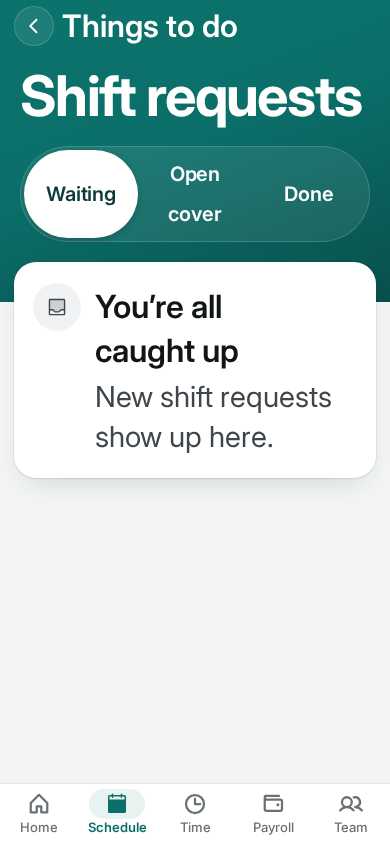 Things to do
Shift requests
Waiting
Open
cover
Done
You're all
caught up
New shift requests
show up here.
Home
Schedule
Time
Payroll
Team